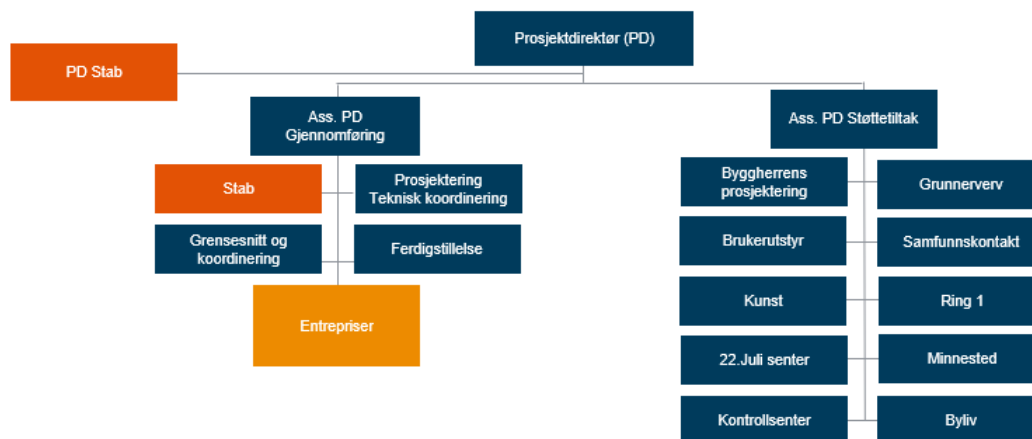 Prosjektdirektør (PD)
PD Stab
Ass. PD
Gjennomføring
Ass. PD Støttetiltak
Stab
Prosjektering
Teknisk koordinering
Grensesnitt og
koordinering
Ferdigstillelse
Entrepriser
Byggherrens
prosjektering
Grunnerverv
Brukerutstyr
Samfunnskontakt
Kunst
Ring 1
22.Juli senter
Minnested
Kontrollsenter
Byliv